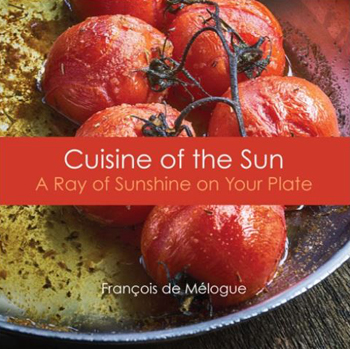 Cuisine of the Sun
A Ray of Sunshine on Your Plate
François de Mélogue